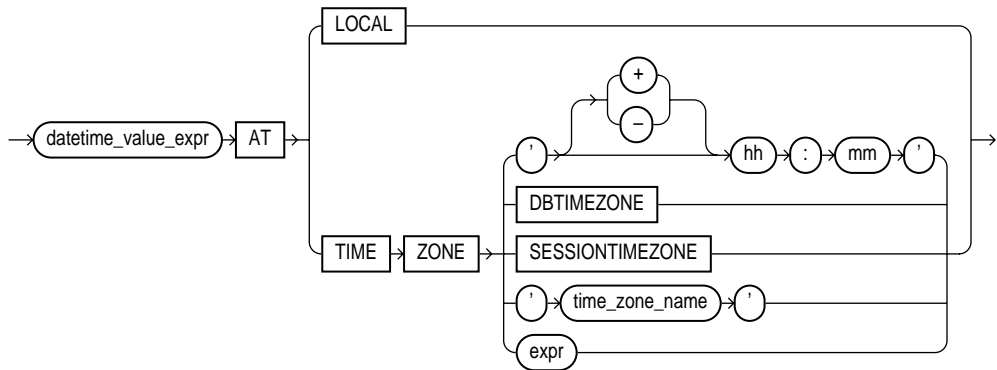 LOCAL
+
–
datetime_value_expr AT
' hh : mm '
DBTIMEZONE
TIME ZONE SESSIONTIMEZONE
' time_zone_name '
expr